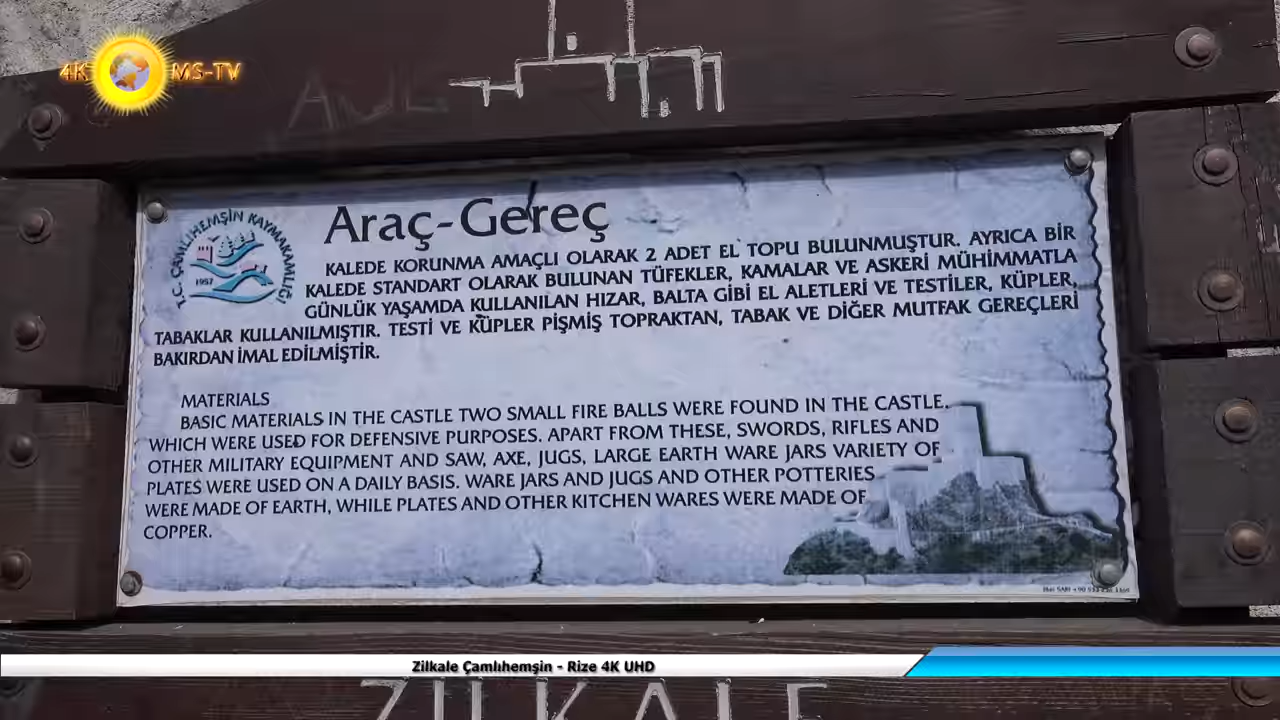 4K MS-TV
T.C. ÇAMLIHEMŞİN KAYMAKAMLIĞI
1957
Araç-Gereç
KALEDE KORUNMA AMAÇLI OLARAK 2 ADET EL TOPU BULUNMUŞTUR. AYRICA BİR
KALEDE STANDART OLARAK BULUNAN TÜFEKLER, KAMALAR VE ASKERİ MÜHİMMATLA
GÜNLÜK YAŞAMDA KULLANILAN HIZAR, BALTA GİBİ EL ALETLERİ VE TESTİLER, KÜPLER,
TABAKLAR KULLANILMIŞTIR. TESTİ VE KÜPLER PİŞMİŞ TOPRAKTAN, TABAK VE DİĞER MUTFAK GEREÇLERİ
BAKIRDAN İMAL EDİLMİŞTİR.
MATERIALS
BASIC MATERIALS IN THE CASTLE TWO SMALL FIRE BALLS WERE FOUND IN THE CASTLE.
WHICH WERE USED FOR DEFENSIVE PURPOSES. APART FROM THESE, SWORDS, RIFLES AND
OTHER MILITARY EQUIPMENT AND SAW, AXE, JUGS, LARGE EARTH WARE JARS VARIETY OF
PLATES WERE USED ON A DAILY BASIS. WARE JARS AND JUGS AND OTHER POTTERIES
WERE MADE OF EARTH, WHILE PLATES AND OTHER KITCHEN WARES WERE MADE OF
COPPER.
Zilkale Çamlıhemşin - Rize 4K UHD
ZİLKALE